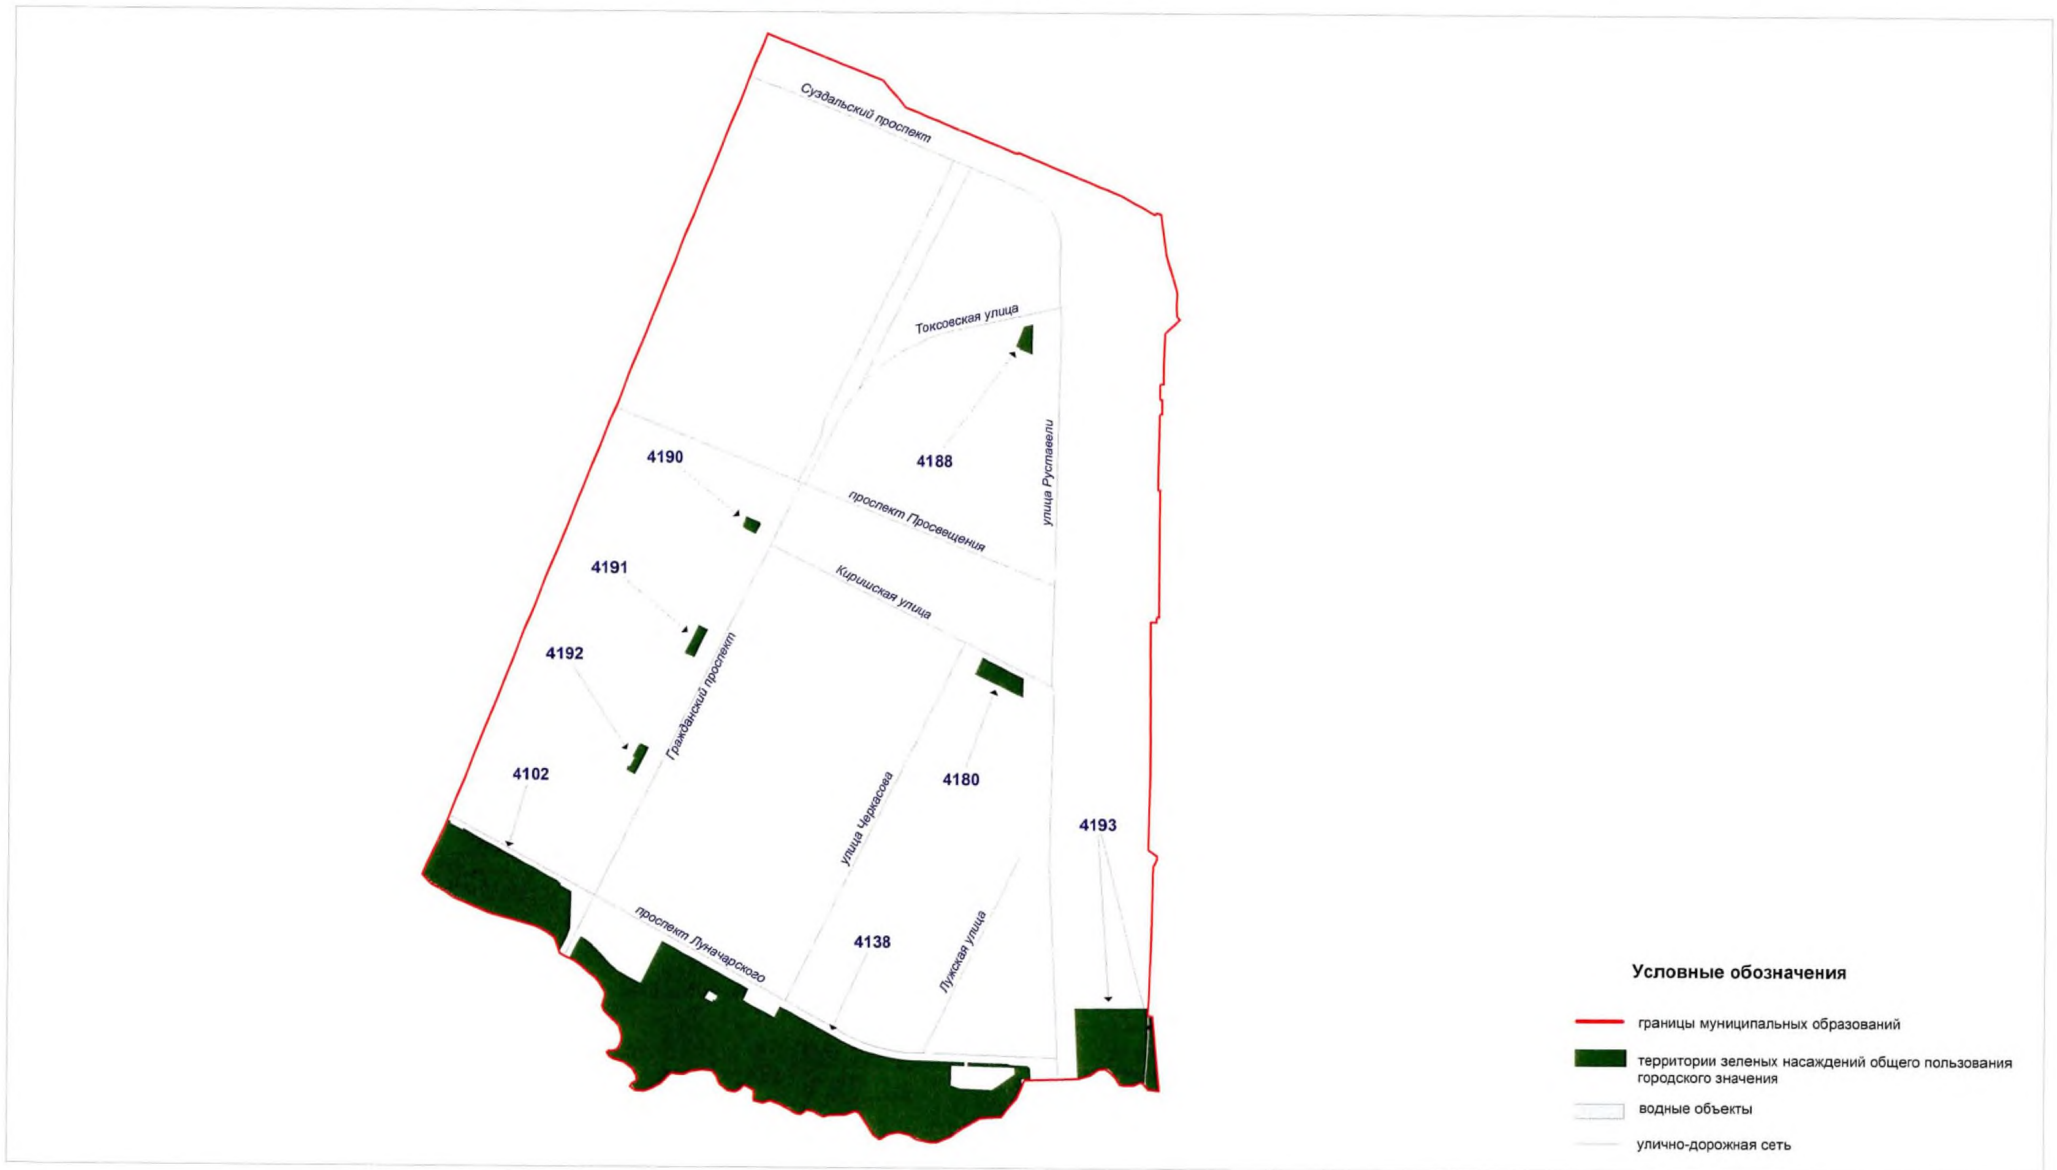 Суздальский проспект
Токсовская улица
4190
4188
улица Руставели
проспект Просвещения
4191
Киришская улица
4192
Гражданский проспект
4102
4180
улица Черкасова
4193
проспект Луначарского
4138
Лужская улица
Условные обозначения
границы муниципальных образований
территории зеленых насаждений общего пользования
городского значения
водные объекты
улично-дорожная сеть